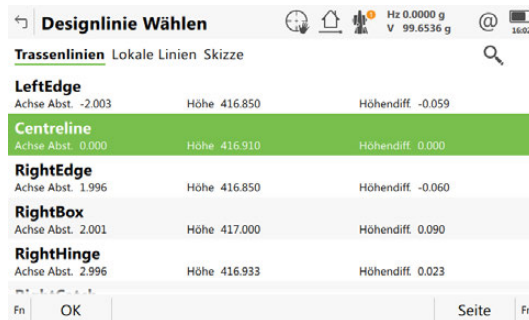 Designlinie Wählen
Hz 0.0000 g
V 99.6536 g
@
16:02
Trassenlinien Lokale Linien Skizze
LeftEdge
Achse Abst. -2.003 Höhe 416.850 Höhendiff. -0.059
Centreline
Achse Abst. 0.000 Höhe 416.910 Höhendiff. 0.000
RightEdge
Achse Abst. 1.996 Höhe 416.850 Höhendiff. -0.060
RightBox
Achse Abst. 2.001 Höhe 417.000 Höhendiff. 0.090
RightHinge
Achse Abst. 2.996 Höhe 416.933 Höhendiff. 0.023
Fn OK Seite